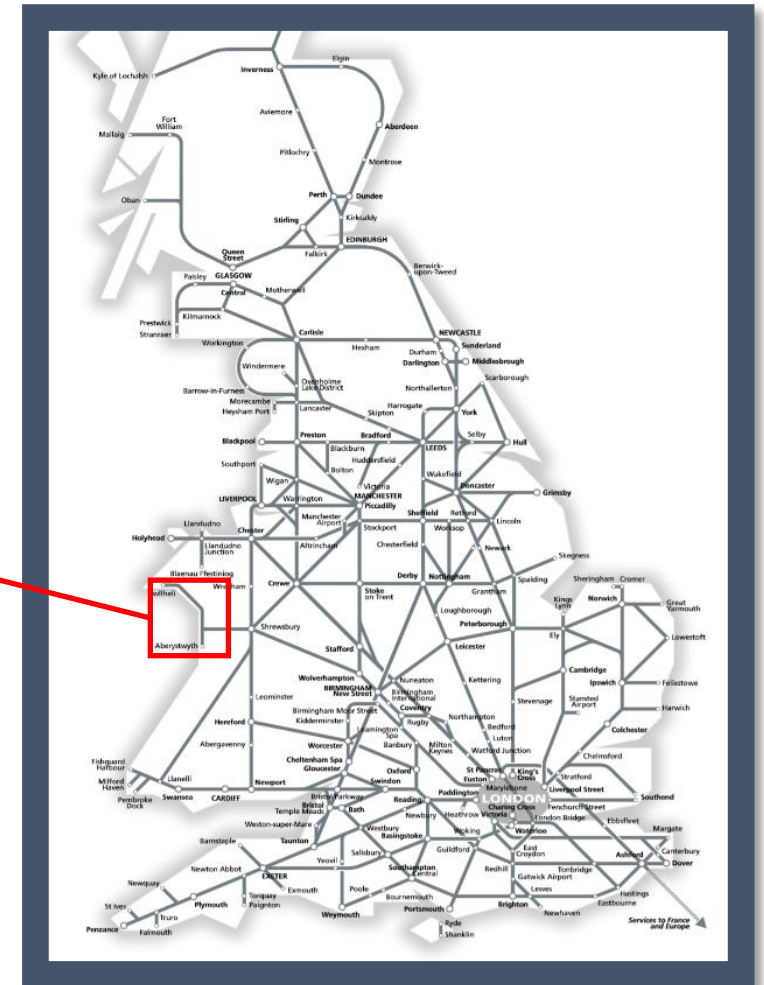 Elgin
Inverness
Kyle of Lochalsh
Aviemore
Fort
William
Mallaig
Aberdeen
Pitlochry
Montrose
Oban
Perth
Dundee
Stirling
Kirkcaldy
EDINBURGH
Queen
Street
Falkirk
GLASGOW
Central
Paisley
Motherwell
Berwick-
upon-Tweed
Prestwick
Kilmarnock
Stranraer
Carlisle
NEWCASTLE
Workington
Hexham
Sunderland
Durham
Darlington
Middlesbrough
Windermere
Oxenholme
Lake District
Northallerton
Scarborough
Barrow-in-Furness
Morecambe
Heysham Port
Lancaster
Harrogate
Skipton
York
Blackpool
Preston
Bradford
LEEDS
Selby
Hull
Blackburn
Huddersfield
Southport
Bolton
Wakefield
Wigan
Victoria
Doncaster
LIVERPOOL
Warrington
MANCHESTER
Piccadilly
Grimsby
Manchester
Airport
Sheffield
Retford
Lincoln
Stockport
Worksop
Llandudno
Holyhead
Chester
Llandudno
Junction
Altrincham
Chesterfield
Newark
Skegness
Blaenau Ffestiniog
Crewe
Stoke
on Trent
Derby
Nottingham
Grantham
Spalding
Sheringham
Cromer
Kings
Lynn
Norwich
Great
Yarmouth
Loughborough
Peterborough
Ely
Lowestoft
Shrewsbury
Aberystwyth
Stafford
Leicester
Wolverhampton
BIRMINGHAM
New Street
Nuneaton
Birmingham
International
Kettering
Cambridge
Ipswich
Felixstowe
Leominster
Birmingham Moor Street
Kidderminster
Coventry
Rugby
Northampton
Stevenage
Stansted
Airport
Harwich
Hereford
Leamington
Spa
Bedford
Luton
Colchester
Abergavenny
Worcester
Banbury
Milton
Keynes
Watford Junction
Chelmsford
Cheltenham Spa
Gloucester
Oxford
St Pancras
Euston
King's
Cross
Stratford
Fishguard
Harbour
Milford
Haven
Llanelli
Pembroke
Dock
Swansea
CARDIFF
Newport
Swindon
Marylebone
Liverpool Street
Bristol Parkway
Bristol
Temple Meads
Bath
Reading
Paddington
LONDON
Fenchurch Street
Southend
Charing Cross
Newbury
Heathrow
Victoria
London Bridge
Ebbsfleet
Weston-super-Mare
Westbury
Basingstoke
Woking
Waterloo
Margate
Barnstaple
Taunton
Salisbury
Guildford
East
Croydon
Canterbury
Yeovil
Southampton
Central
Redhill
Gatwick Airport
Tonbridge
Ashford
Dover
Newton Abbot
EXETER
Newquay
Exmouth
Poole
Lewes
Hastings
Eastbourne
St Ives
Plymouth
Torquay
Paignton
Bournemouth
Portsmouth
Brighton
Newhaven
Truro
Weymouth
Penzance
Falmouth
Ryde
Shanklin
Services to France
and Europe